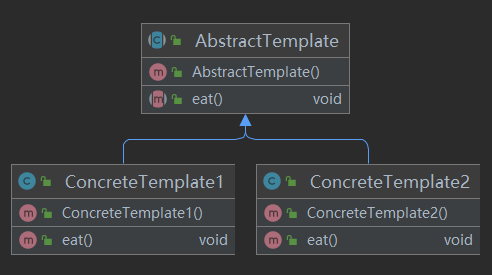 AbstractTemplate
AbstractTemplate()
eat() void
ConcreteTemplate1
ConcreteTemplate1()
eat() void
ConcreteTemplate2
ConcreteTemplate2()
eat() void